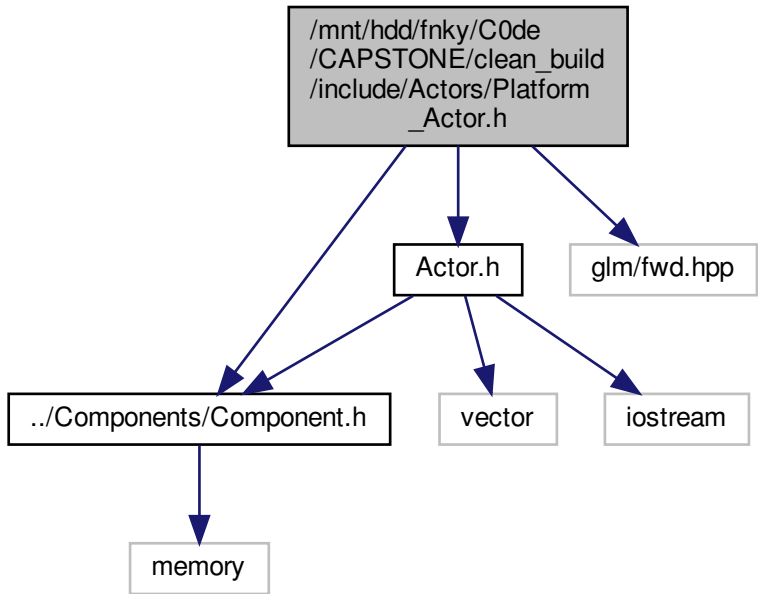 /mnt/hdd/fnky/C0de
/CAPSTONE/clean_build
/include/Actors/Platform
_Actor.h
Actor.h
glm/fwd.hpp
../Components/Component.h
vector
iostream
memory